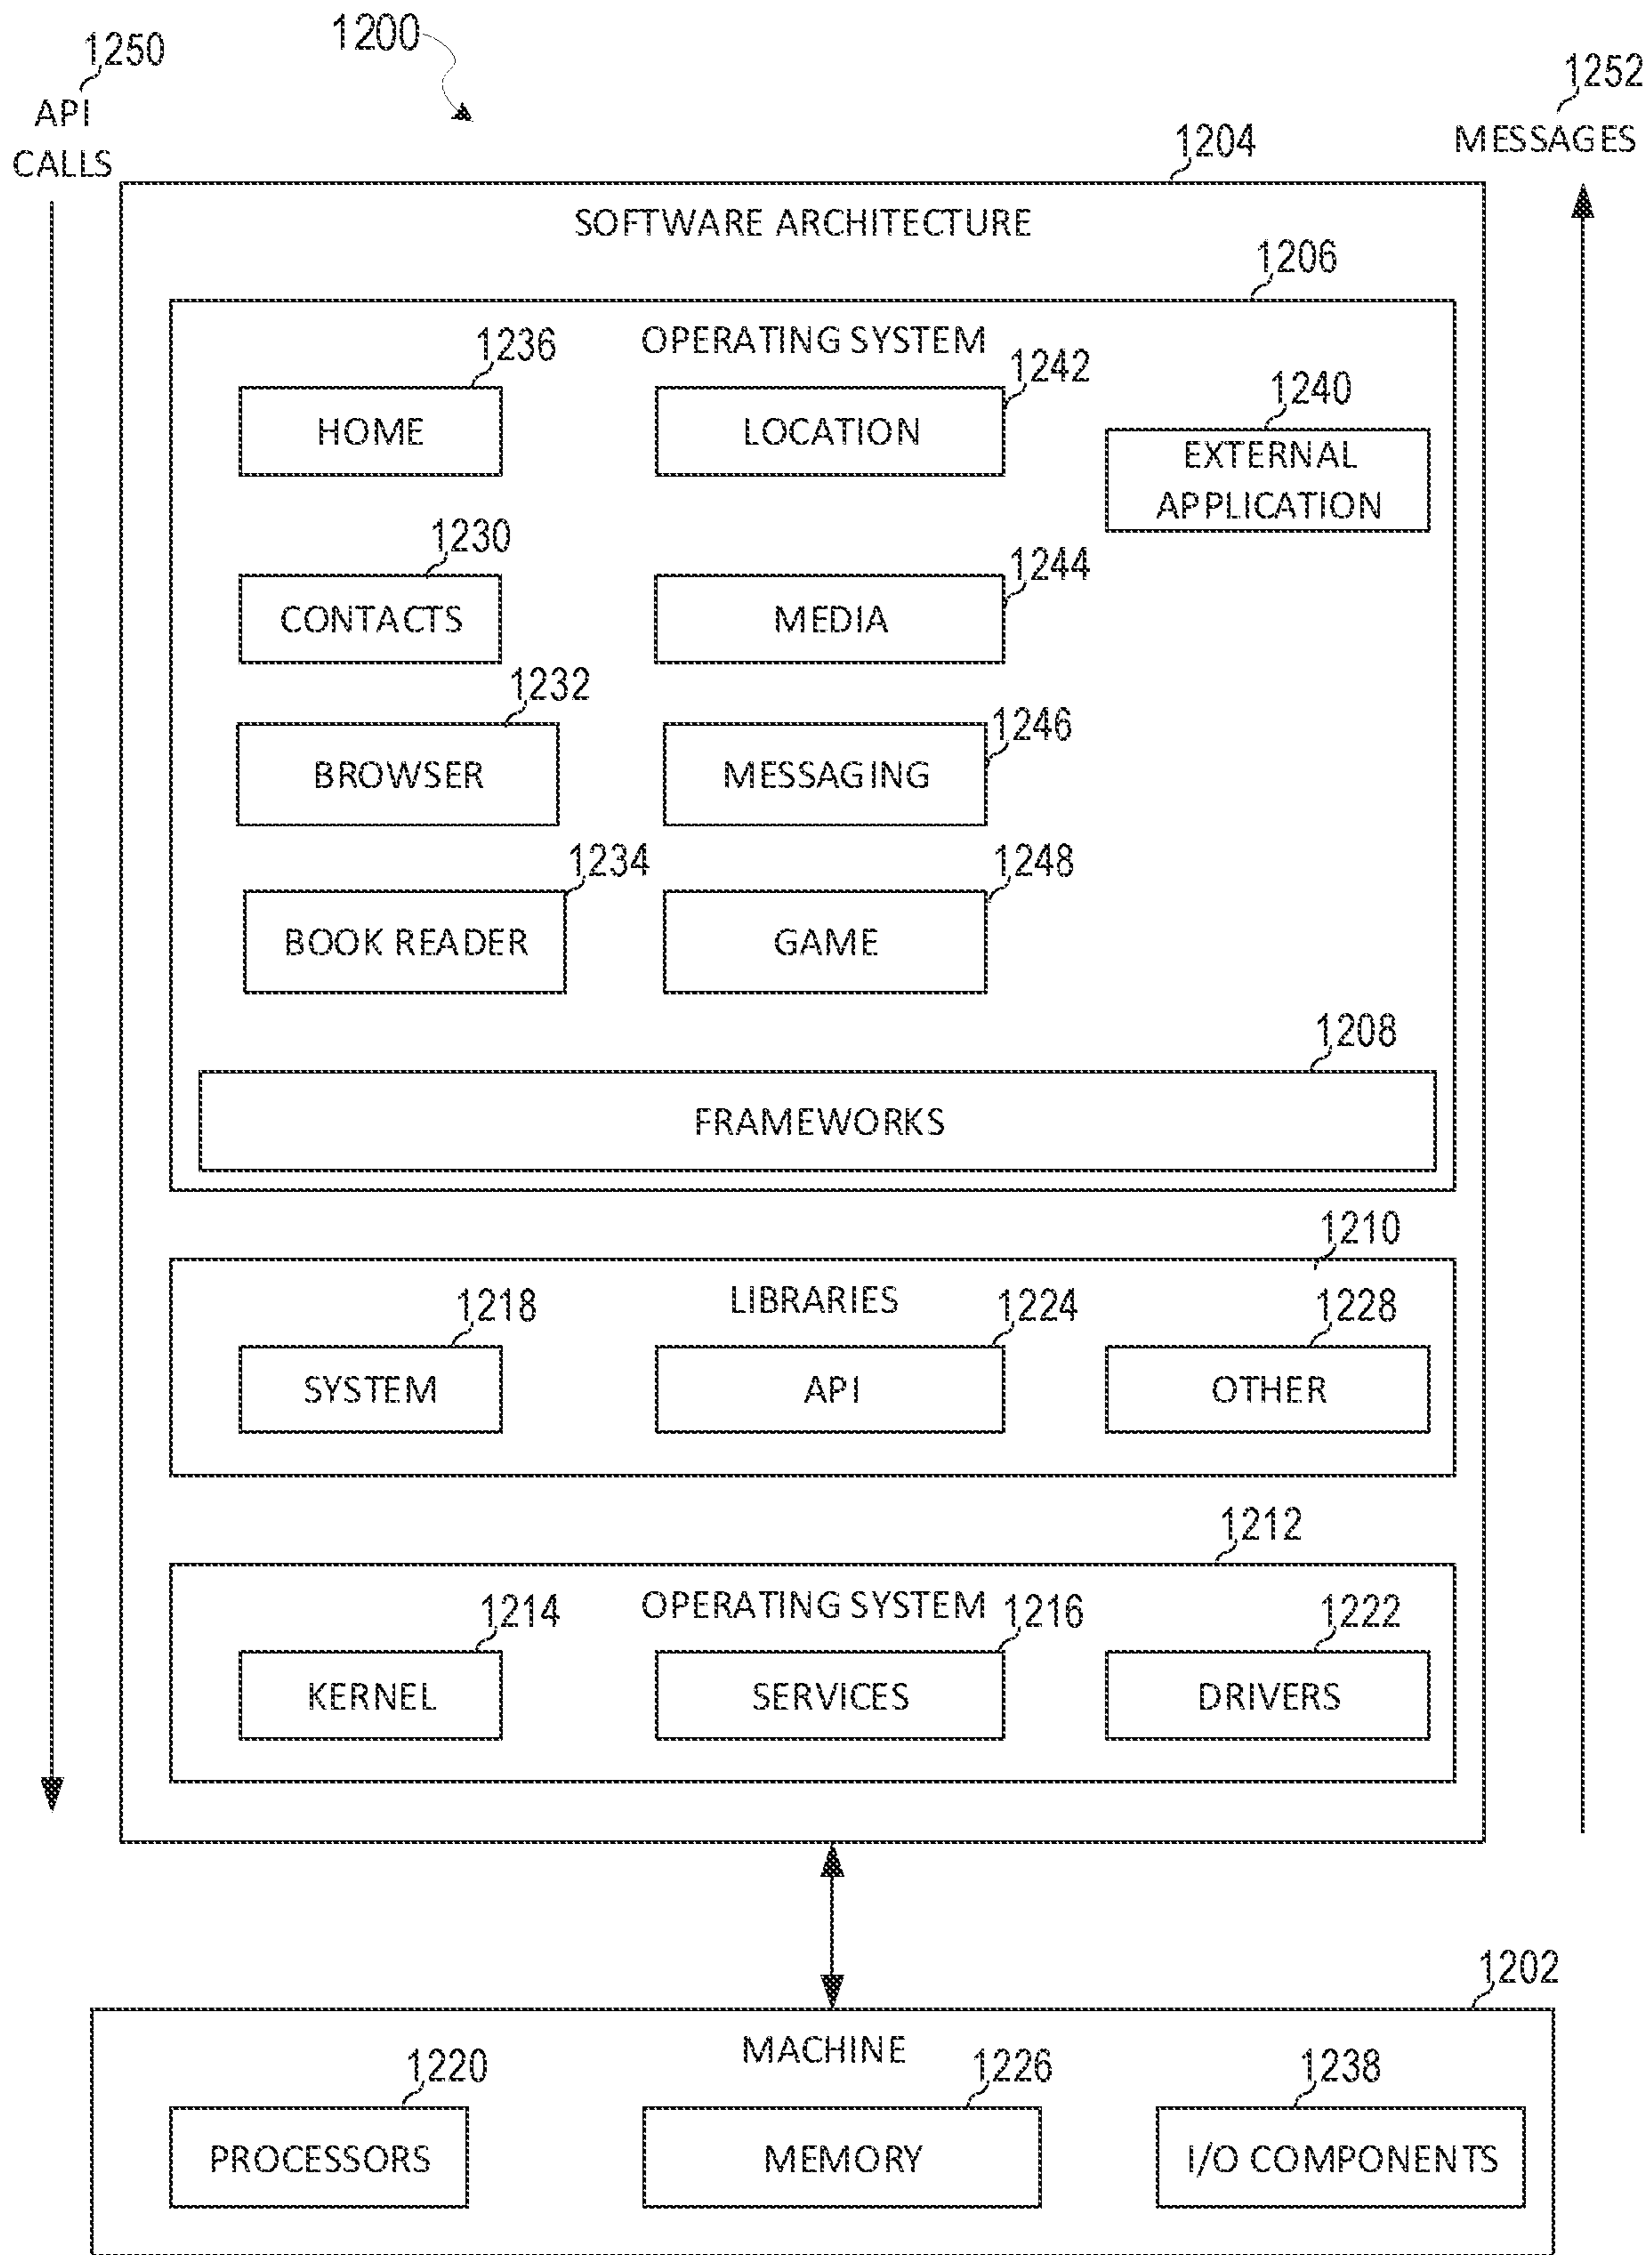 1250
1200
1252
API
CALLS
MESSAGES
1204
SOFTWARE ARCHITECTURE
1206
OPERATING SYSTEM
1236
1242
1240
HOME
LOCATION
EXTERNAL
APPLICATION
1230
1244
CONTACTS
MEDIA
1232
1246
BROWSER
MESSAGING
1234
1248
BOOK READER
GAME
1208
FRAMEWORKS
1210
LIBRARIES
1218
1224
1228
SYSTEM
API
OTHER
1212
OPERATING SYSTEM
1214
1216
1222
KERNEL
SERVICES
DRIVERS
1202
MACHINE
1220
1226
1238
PROCESSORS
MEMORY
I/O COMPONENTS